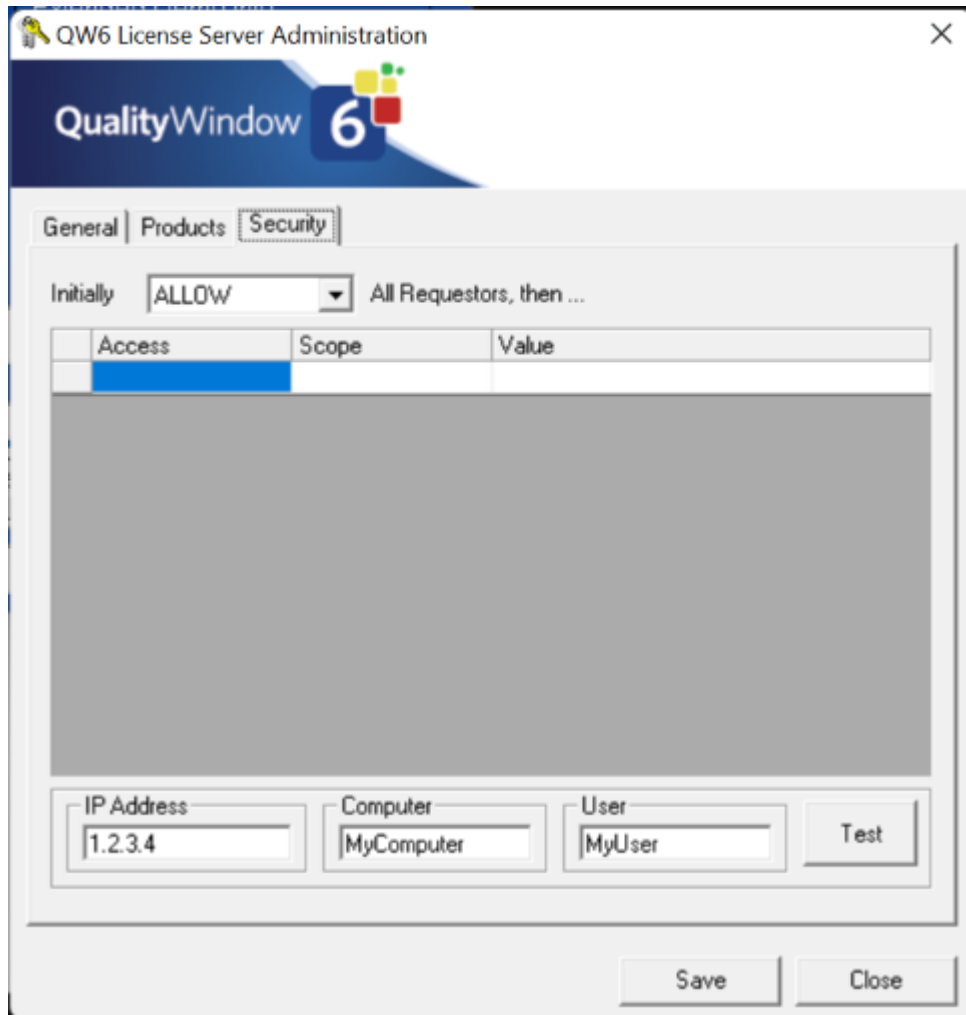 QW6 License Server Administration
QualityWindow 6
General Products Security
Initially ALLOW All Requestors, then ...
Access Scope Value
IP Address Computer User
1.2.3.4 MyComputer MyUser Test
Save Close